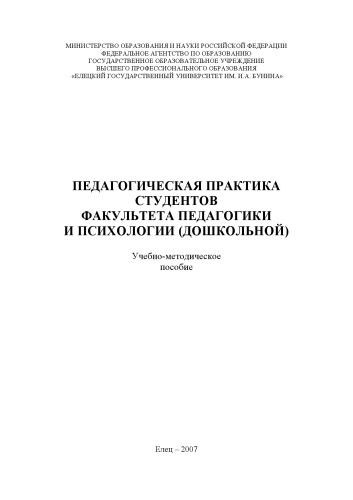 МИНИСТЕРСТВО ОБРАЗОВАНИЯ И НАУКИ РОССИЙСКОЙ ФЕДЕРАЦИИ
ФЕДЕРАЛЬНОЕ АГЕНТСТВО ПО ОБРАЗОВАНИЮ
ГОСУДАРСТВЕННОЕ ОБРАЗОВАТЕЛЬНОЕ УЧРЕЖДЕНИЕ
ВЫСШЕГО ПРОФЕССИОНАЛЬНОГО ОБРАЗОВАНИЯ
«ЕЛЕЦКИЙ ГОСУДАРСТВЕННЫЙ УНИВЕРСИТЕТ ИМ. И.А. БУНИНА»
ПЕДАГОГИЧЕСКАЯ ПРАКТИКА
СТУДЕНТОВ
ФАКУЛЬТЕТА ПЕДАГОГИКИ
И ПСИХОЛОГИИ (ДОШКОЛЬНОЙ)
Учебно-методическое
пособие
Елец – 2007